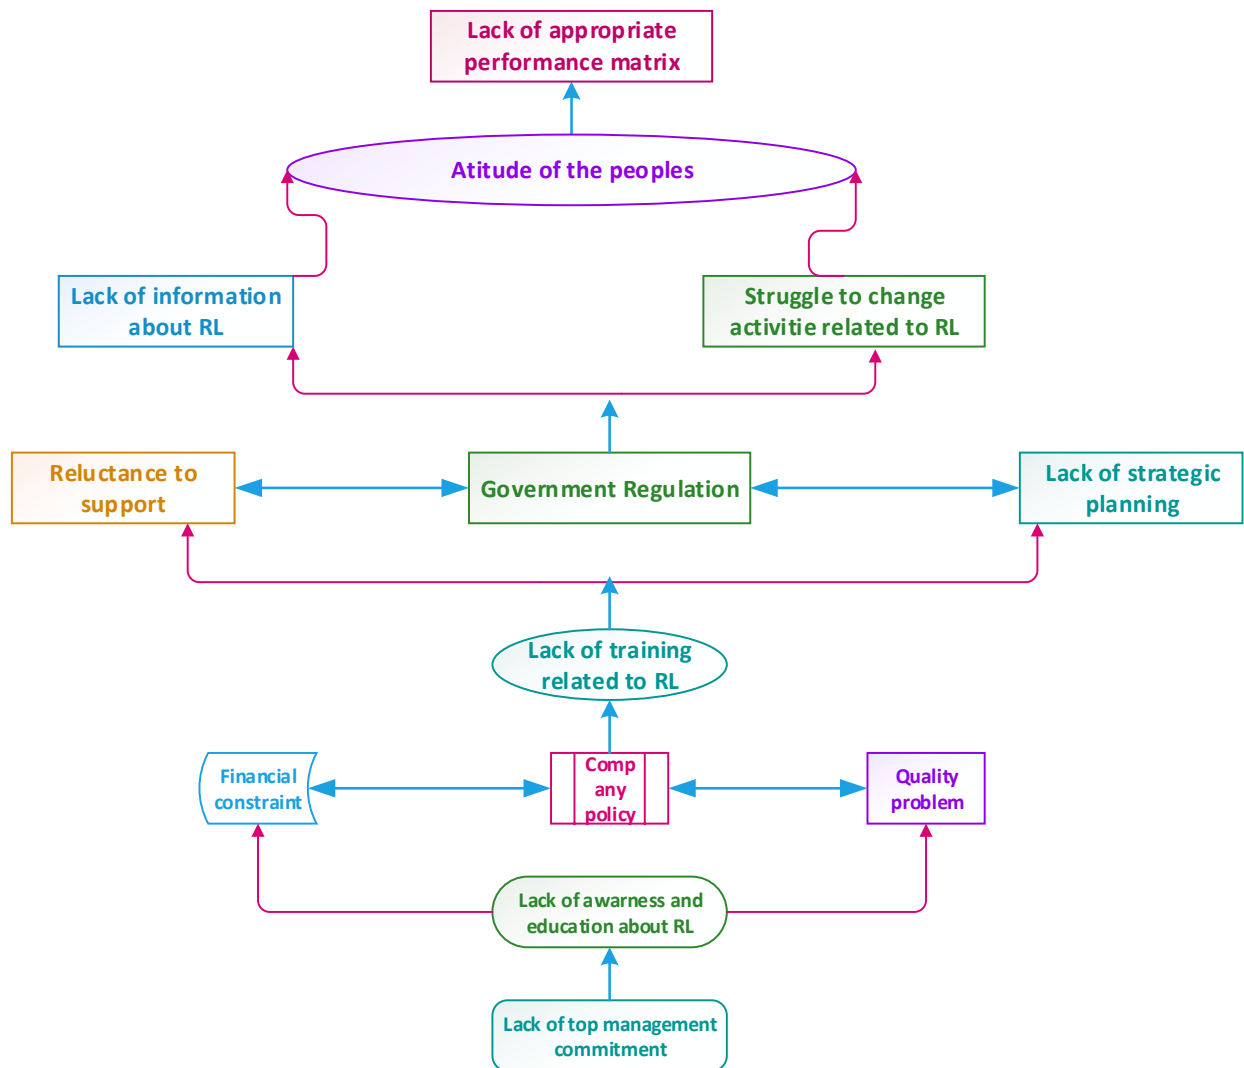 Lack of appropriate
performance matrix
Atitude of the peoples
Lack of information
about RL
Struggle to change
activitie related to RL
Reluctance to
support
Government Regulation
Lack of strategic
planning
Lack of training
related to RL
Financial
constraint
Comp
any
policy
Quality
problem
Lack of awarness and
education about RL
Lack of top management
commitment